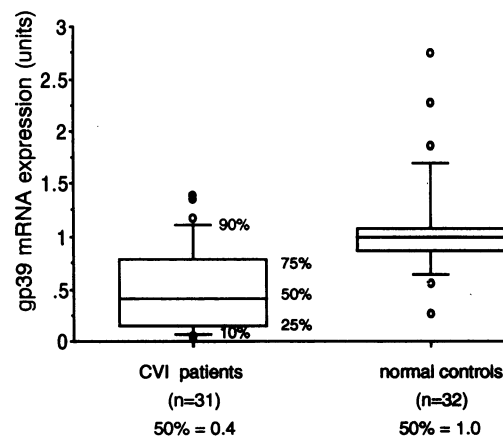 gp39 mRNA expression (units)
3
2.5
2
1.5
1
.5
0
90%
75%
50%
25%
10%
CVI patients
(n=31)
50% = 0.4
normal controls
(n=32)
50% = 1.0